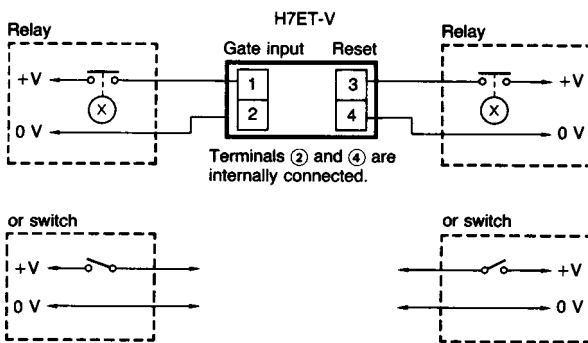 H7ET-V
Relay
Gate input Reset
Relay
+V
X
1
3
X
+V
0 V
2
4
0 V
Terminals ② and ④ are
internally connected.
or switch
or switch
+V
+V
0 V
0 V